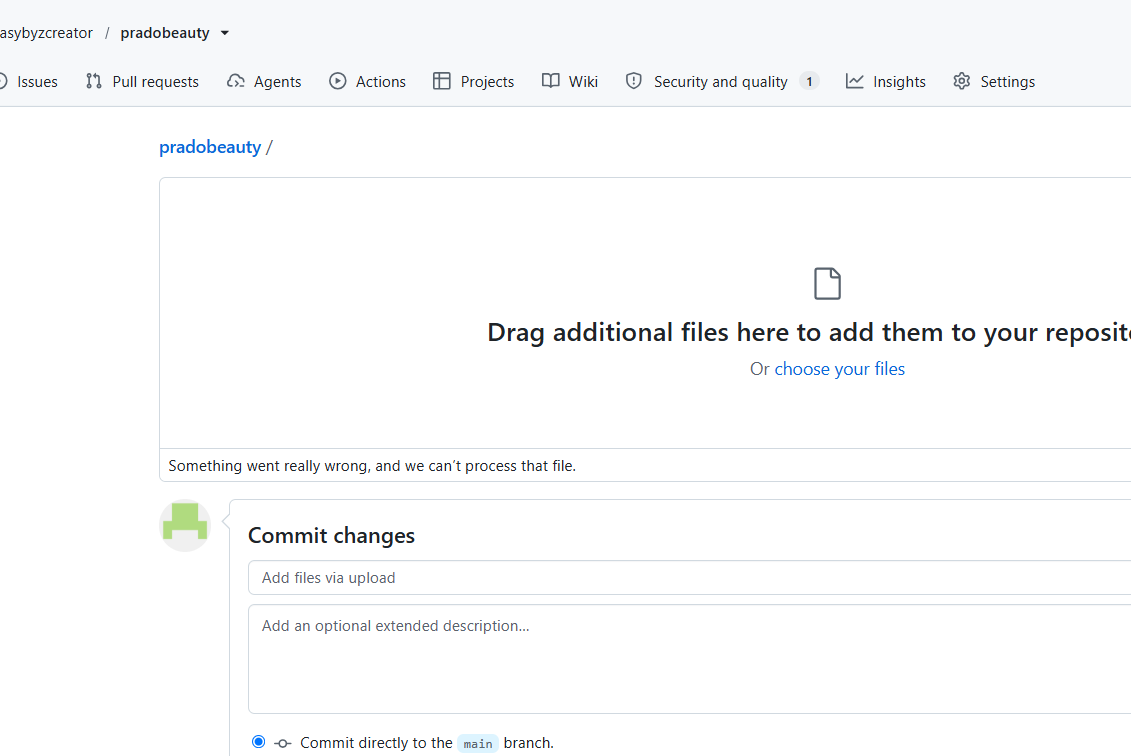 asybyzcreator / pradobeauty
Issues Pull requests Agents Actions Projects Wiki Security and quality 1 Insights Settings
pradobeauty /
Drag additional files here to add them to your reposit
Or choose your files
Something went really wrong, and we can't process that file.
Commit changes
Add files via upload
Add an optional extended description...
Commit directly to the main branch.